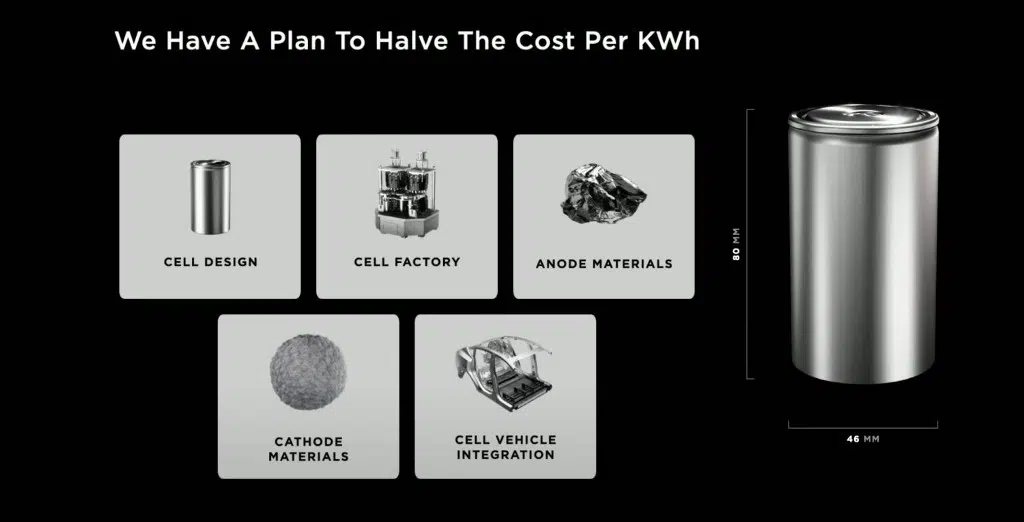 We Have A Plan To Halve The Cost Per KWh
CELL DESIGN
CELL FACTORY
ANODE MATERIALS
CATHODE
MATERIALS
CELL VEHICLE
INTEGRATION
80 MM
46 MM